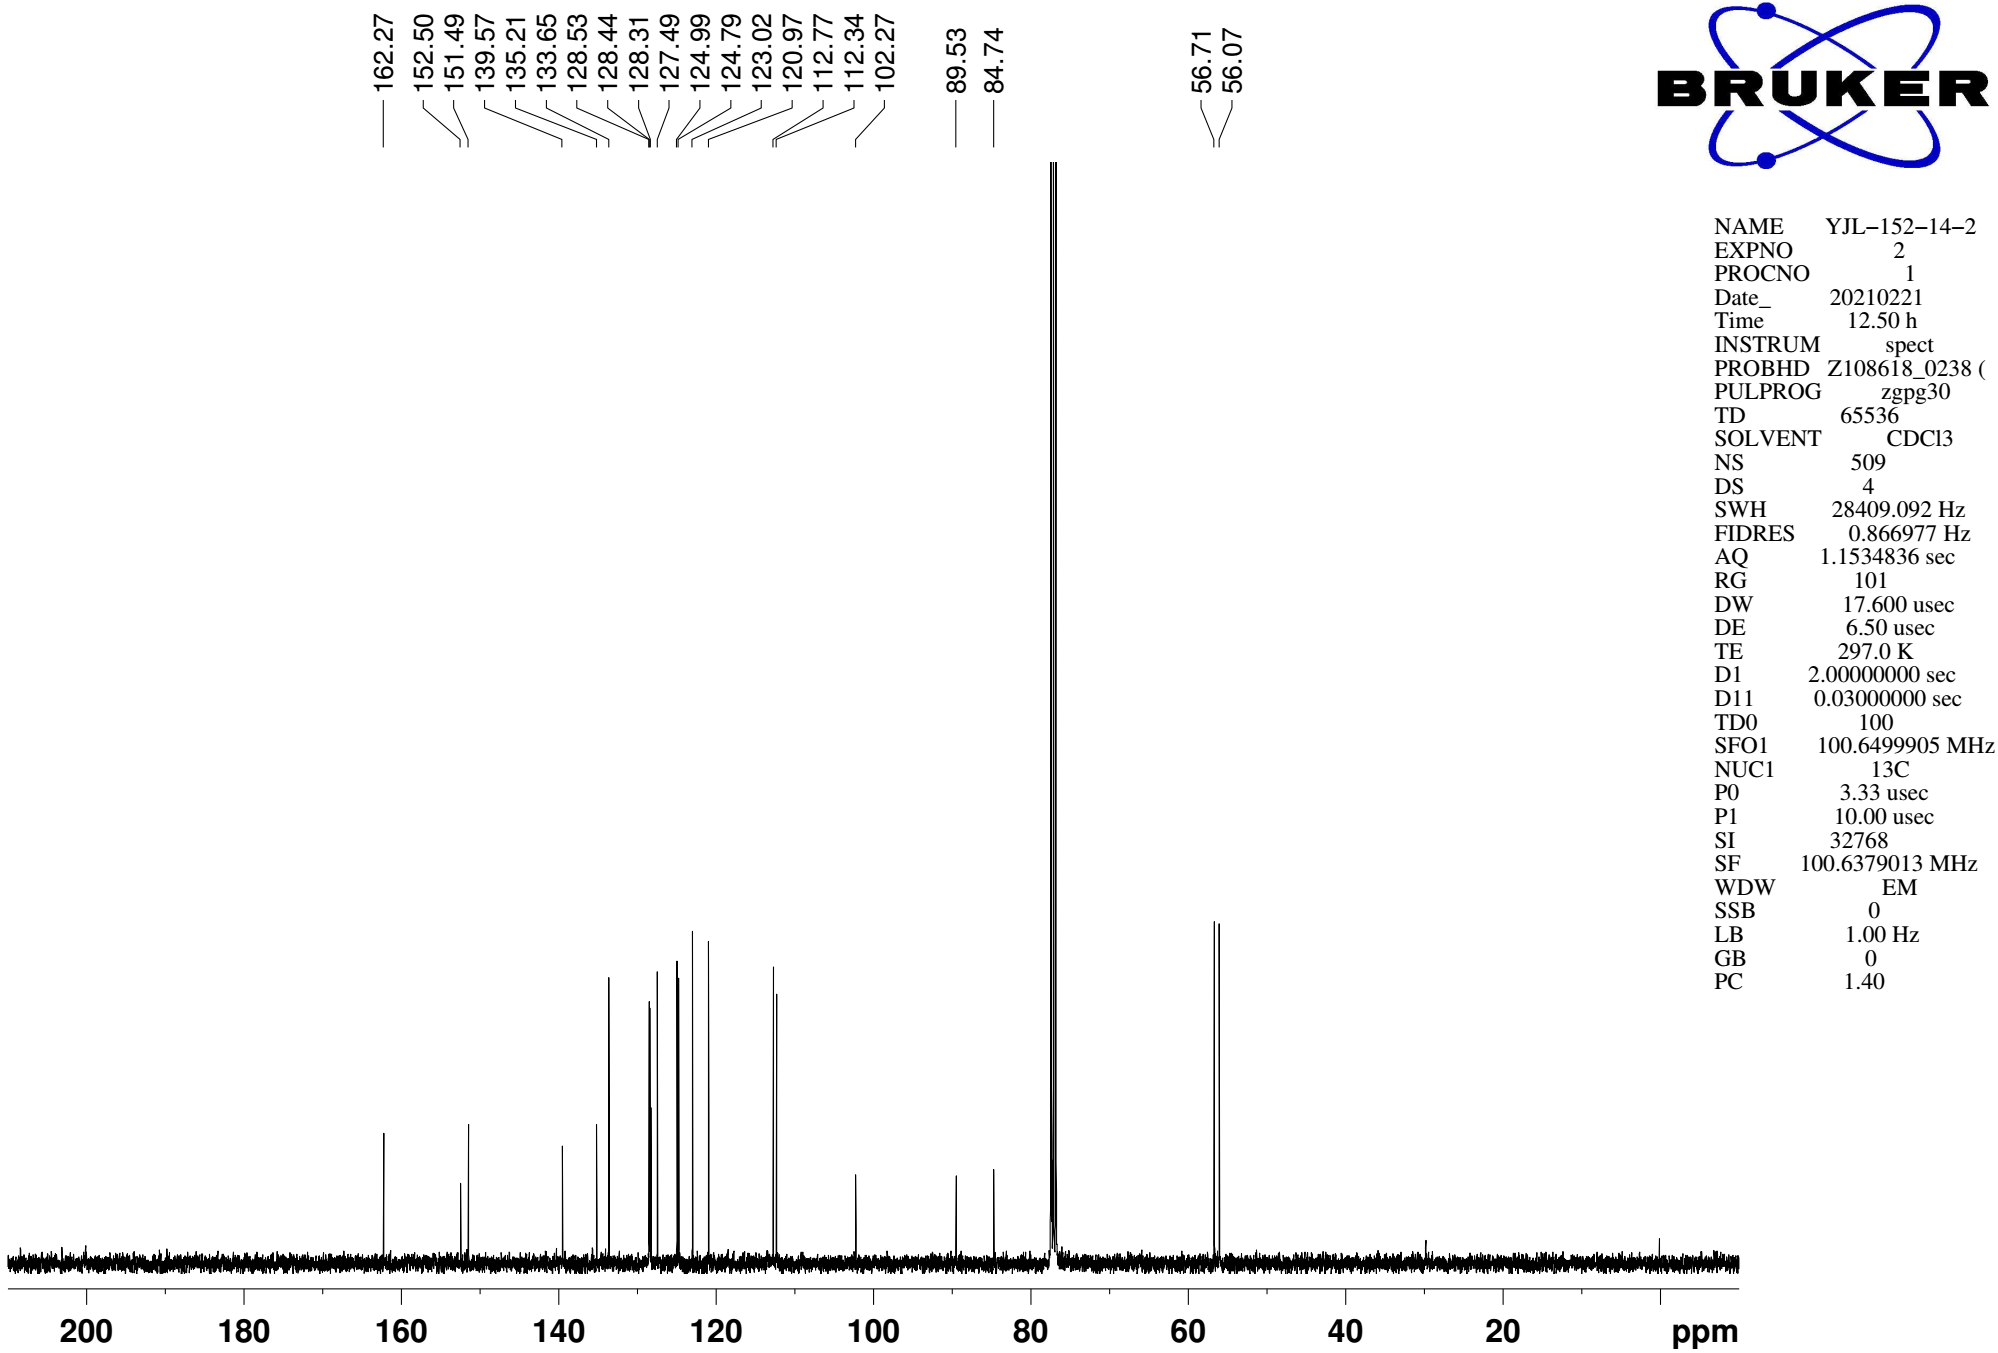 162.27
152.50
151.49
139.57
135.21
133.65
128.53
128.44
128.31
127.49
124.99
124.79
123.02
120.97
112.77
112.34
102.27
89.53
84.74
56.71
56.07
BRUKER
NAME YJL−152−14−2
EXPNO 2
PROCNO 1
Date_ 20210221
Time 12.50 h
INSTRUM spect
PROBHD Z108618_0238 (
PULPROG zgpg30
TD 65536
SOLVENT CDCl3
NS 509
DS 4
SWH 28409.092 Hz
FIDRES 0.866977 Hz
AQ 1.1534836 sec
RG 101
DW 17.600 usec
DE 6.50 usec
TE 297.0 K
D1 2.00000000 sec
D11 0.03000000 sec
TD0 100
SFO1 100.6499905 MHz
NUC1 13C
P0 3.33 usec
P1 10.00 usec
SI 32768
SF 100.6379013 MHz
WDW EM
SSB 0
LB 1.00 Hz
GB 0
PC 1.40
200 180 160 140 120 100 80 60 40 20 ppm